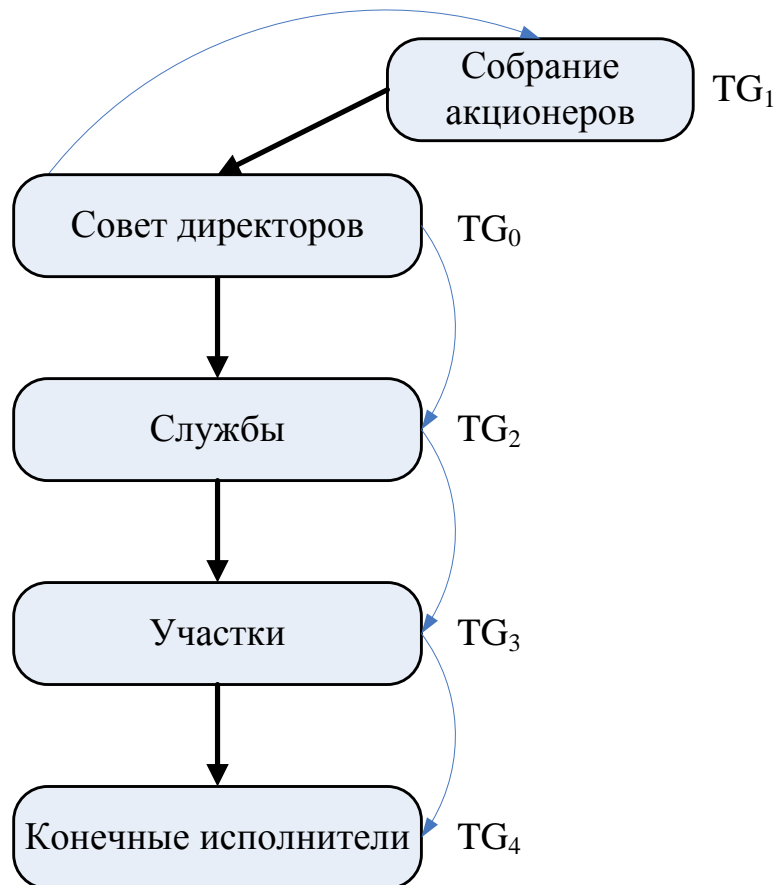 Собрание
акционеров
TG₁
Совет директоров
TG₀
Службы
TG₂
Участки
TG₃
Конечные исполнители
TG₄